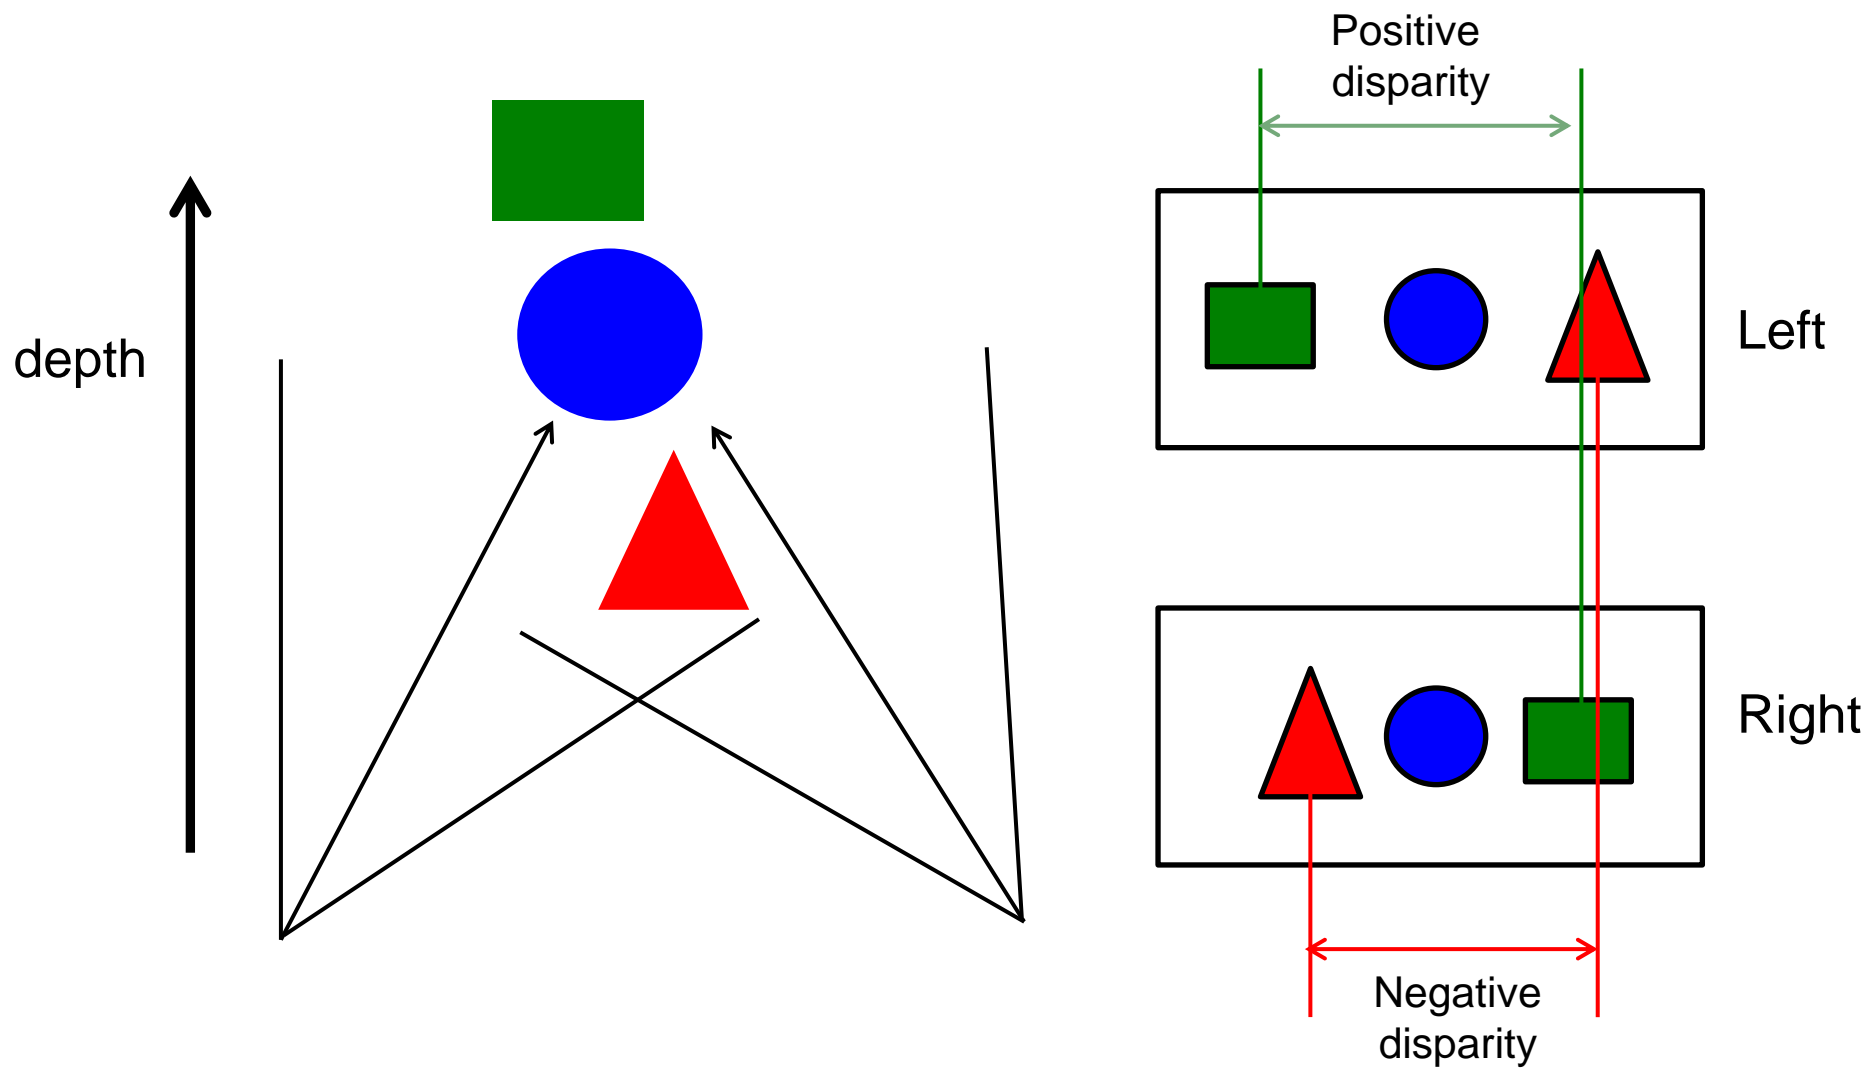 Positive
disparity
depth
Left
Right
Negative
disparity